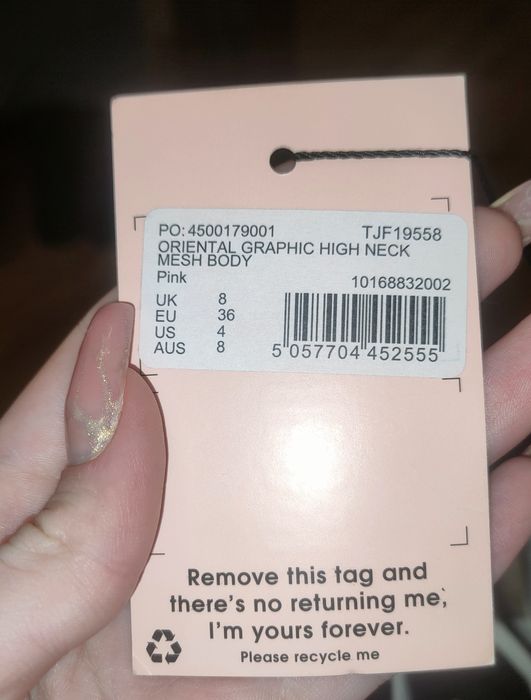 PO: 4500179001 TJF19558
ORIENTAL GRAPHIC HIGH NECK
MESH BODY
Pink 10168832002
UK 8
EU 36
US 4
AUS 8
5 057704 452555
Remove this tag and
there's no returning me,
I'm yours forever.
Please recycle me